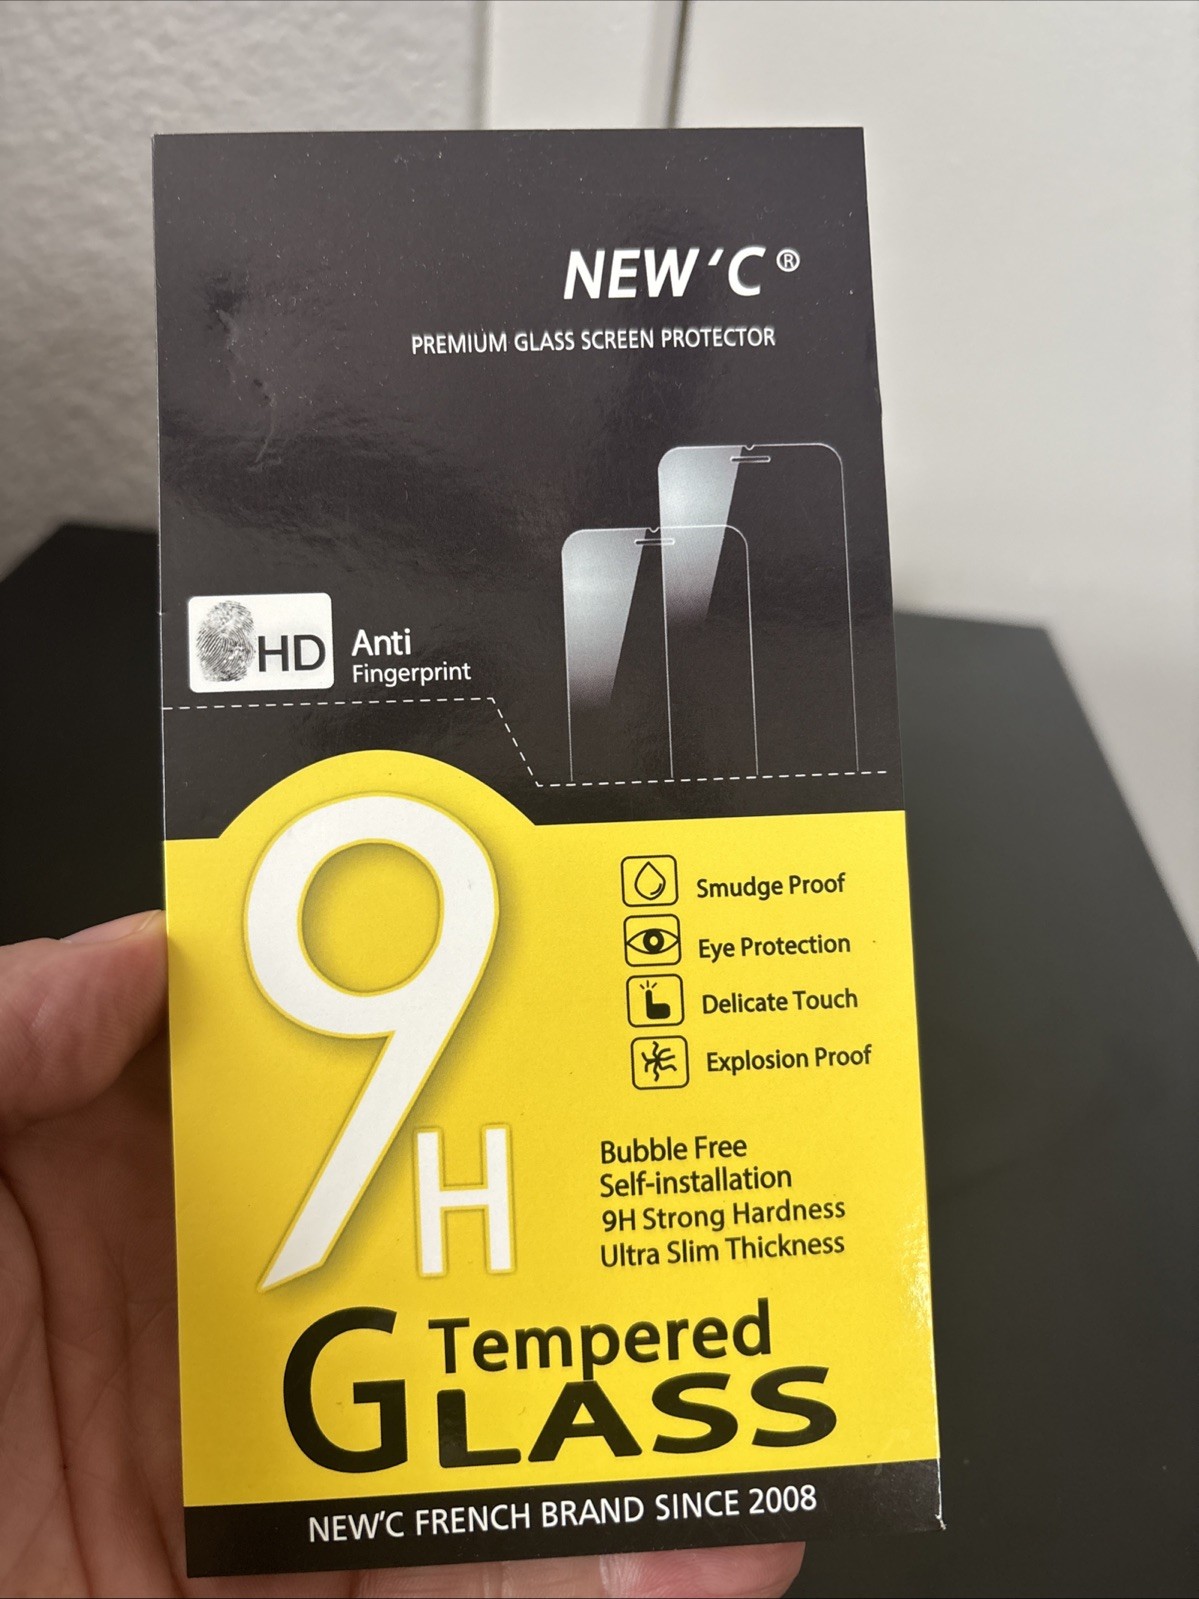 NEW'C®
PREMIUM GLASS SCREEN PROTECTOR
HD
Anti
Fingerprint
9H
Smudge Proof
Eye Protection
Delicate Touch
Explosion Proof
Bubble Free
Self-installation
9H Strong Hardness
Ultra Slim Thickness
Tempered
GLASS
NEW'C FRENCH BRAND SINCE 2008